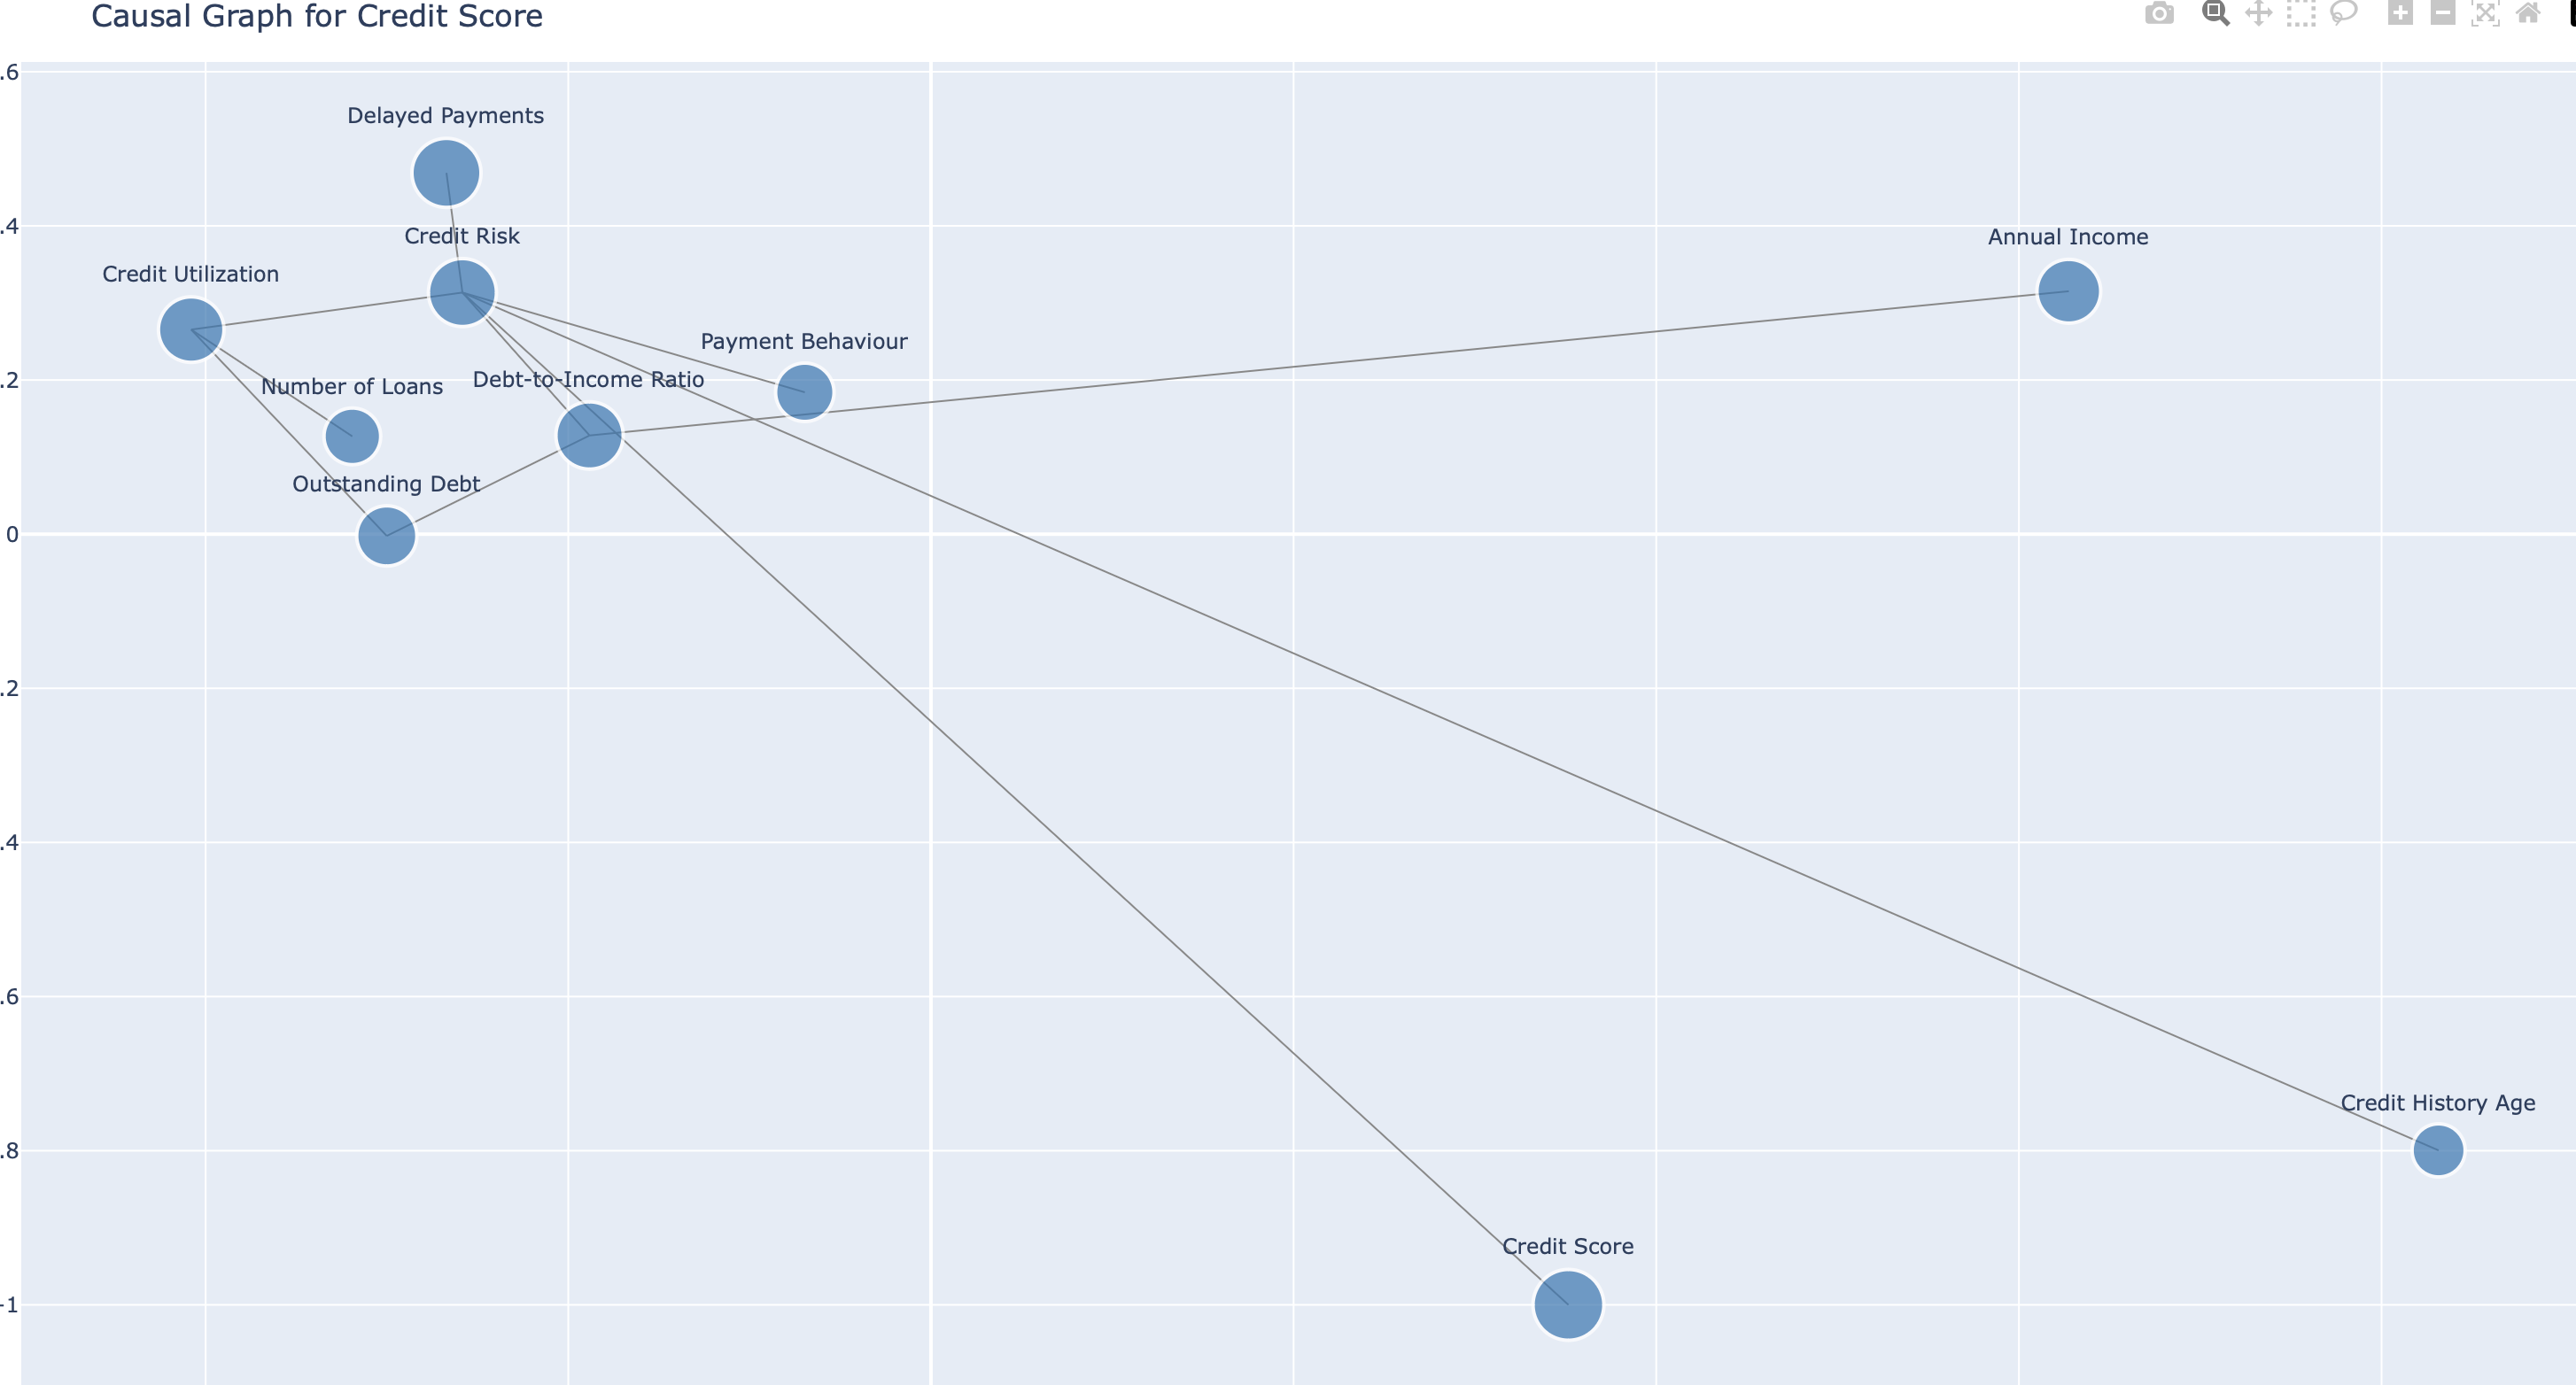 Causal Graph for Credit Score
.6
Delayed Payments
.4
Credit Risk
Annual Income
Credit Utilization
Payment Behaviour
.2
Debt-to-Income Ratio
Number of Loans
Outstanding Debt
0
.2
.4
.6
Credit History Age
.8
Credit Score
-1